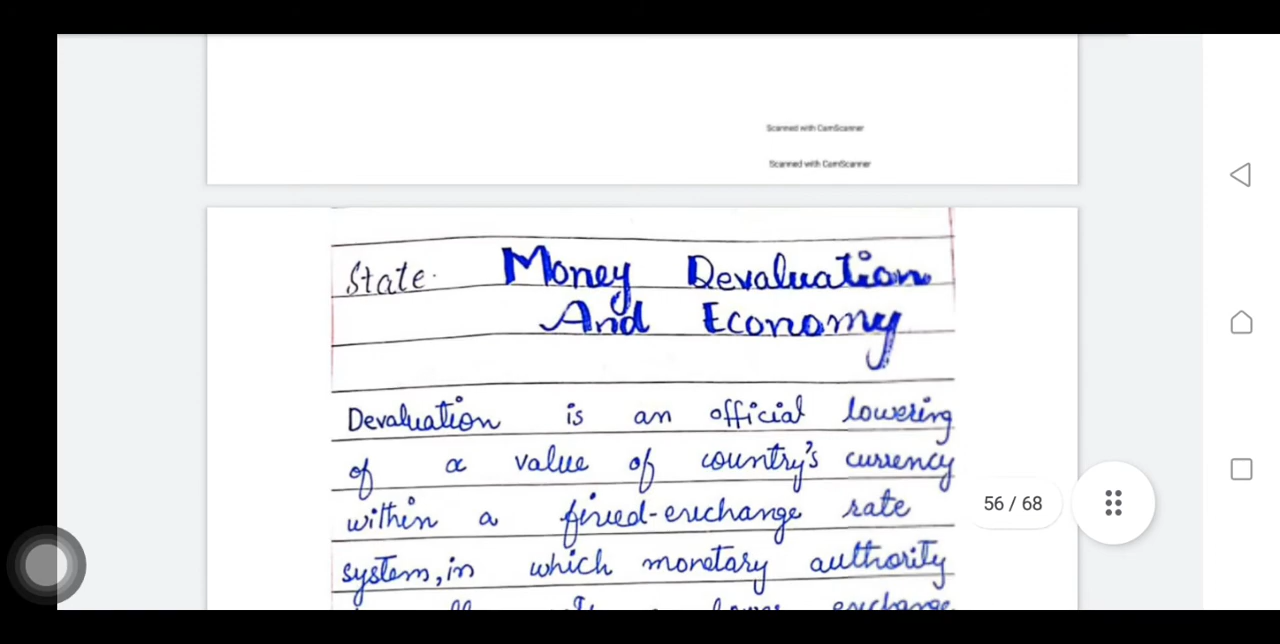 Scanned with CamScanner
Scanned with CamScanner
State. Money Devaluation
And Economy
Devaluation is an official lowering
of a value of country's currency
within a fixed-exchange rate
56 / 68
system, in which monetary authority
exchange